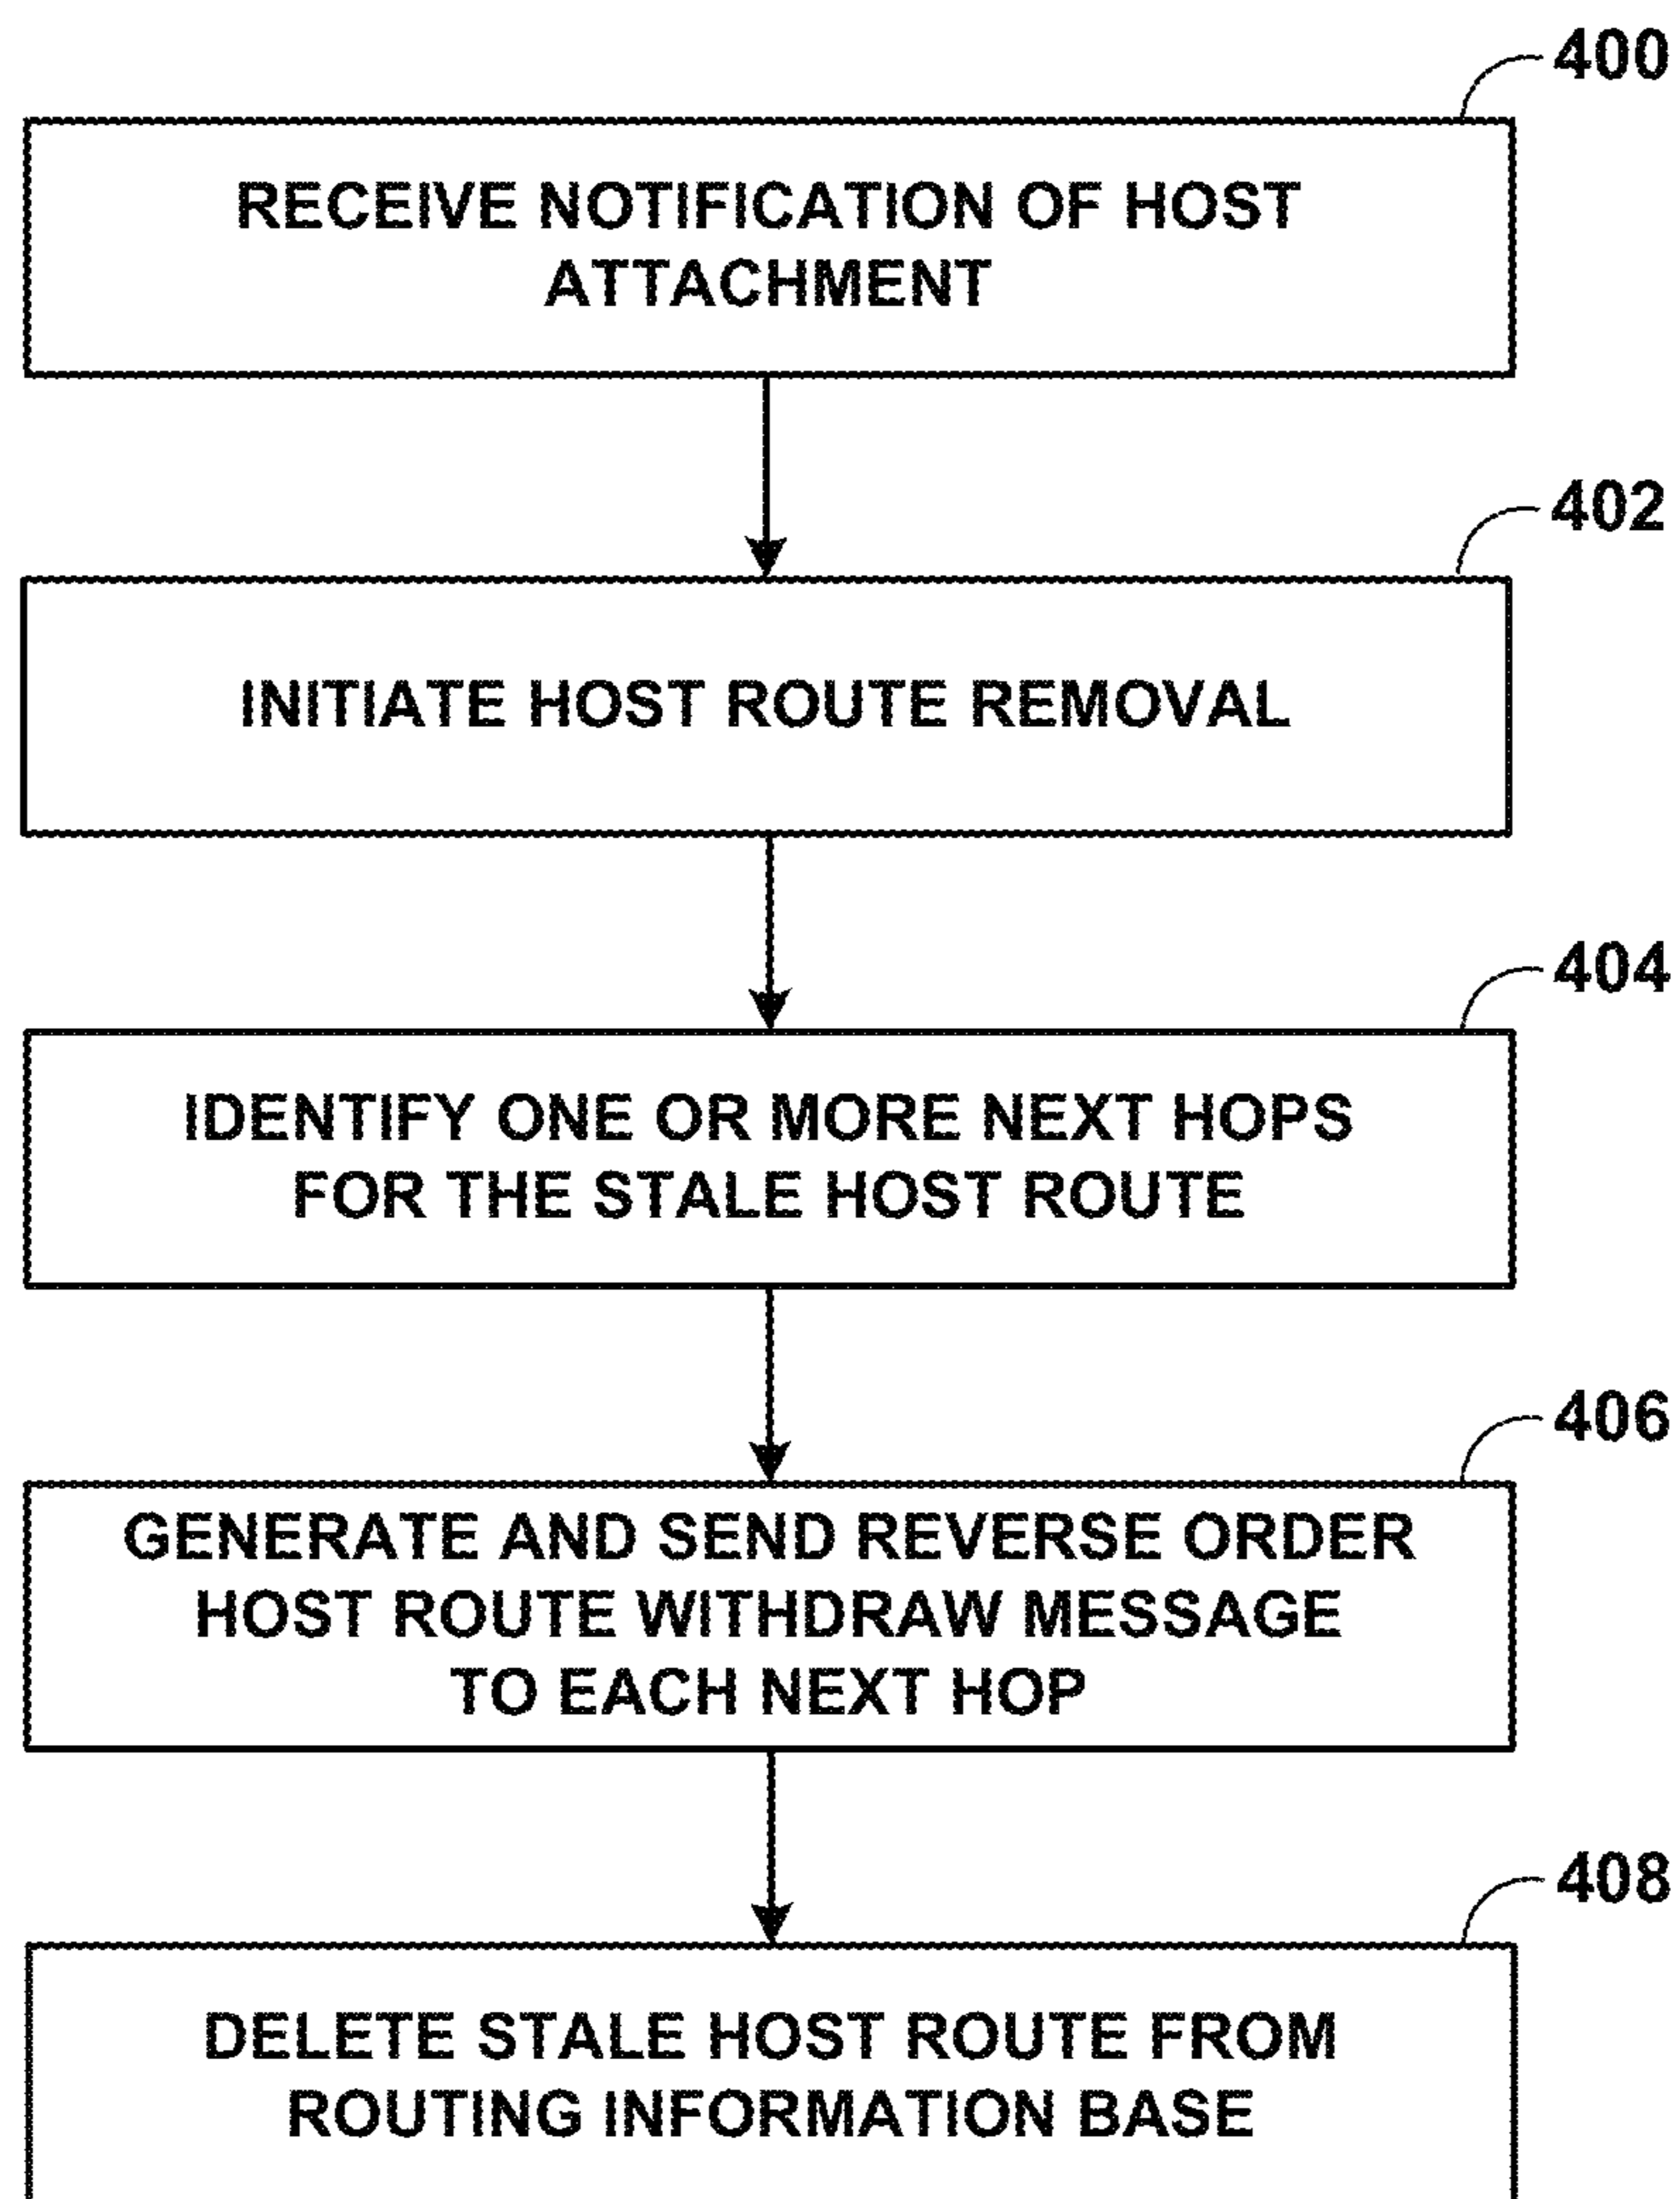 400
RECEIVE NOTIFICATION OF HOST
ATTACHMENT
402
INITIATE HOST ROUTE REMOVAL
404
IDENTIFY ONE OR MORE NEXT HOPS
FOR THE STALE HOST ROUTE
406
GENERATE AND SEND REVERSE ORDER
HOST ROUTE WITHDRAW MESSAGE
TO EACH NEXT HOP
408
DELETE STALE HOST ROUTE FROM
ROUTING INFORMATION BASE